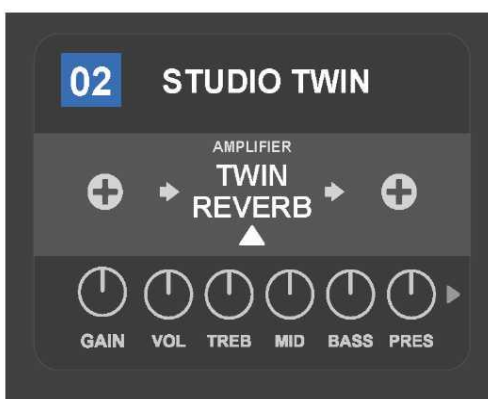 02 STUDIO TWIN
AMPLIFIER
TWIN
REVERB
GAIN VOL TREB MID BASS PRES